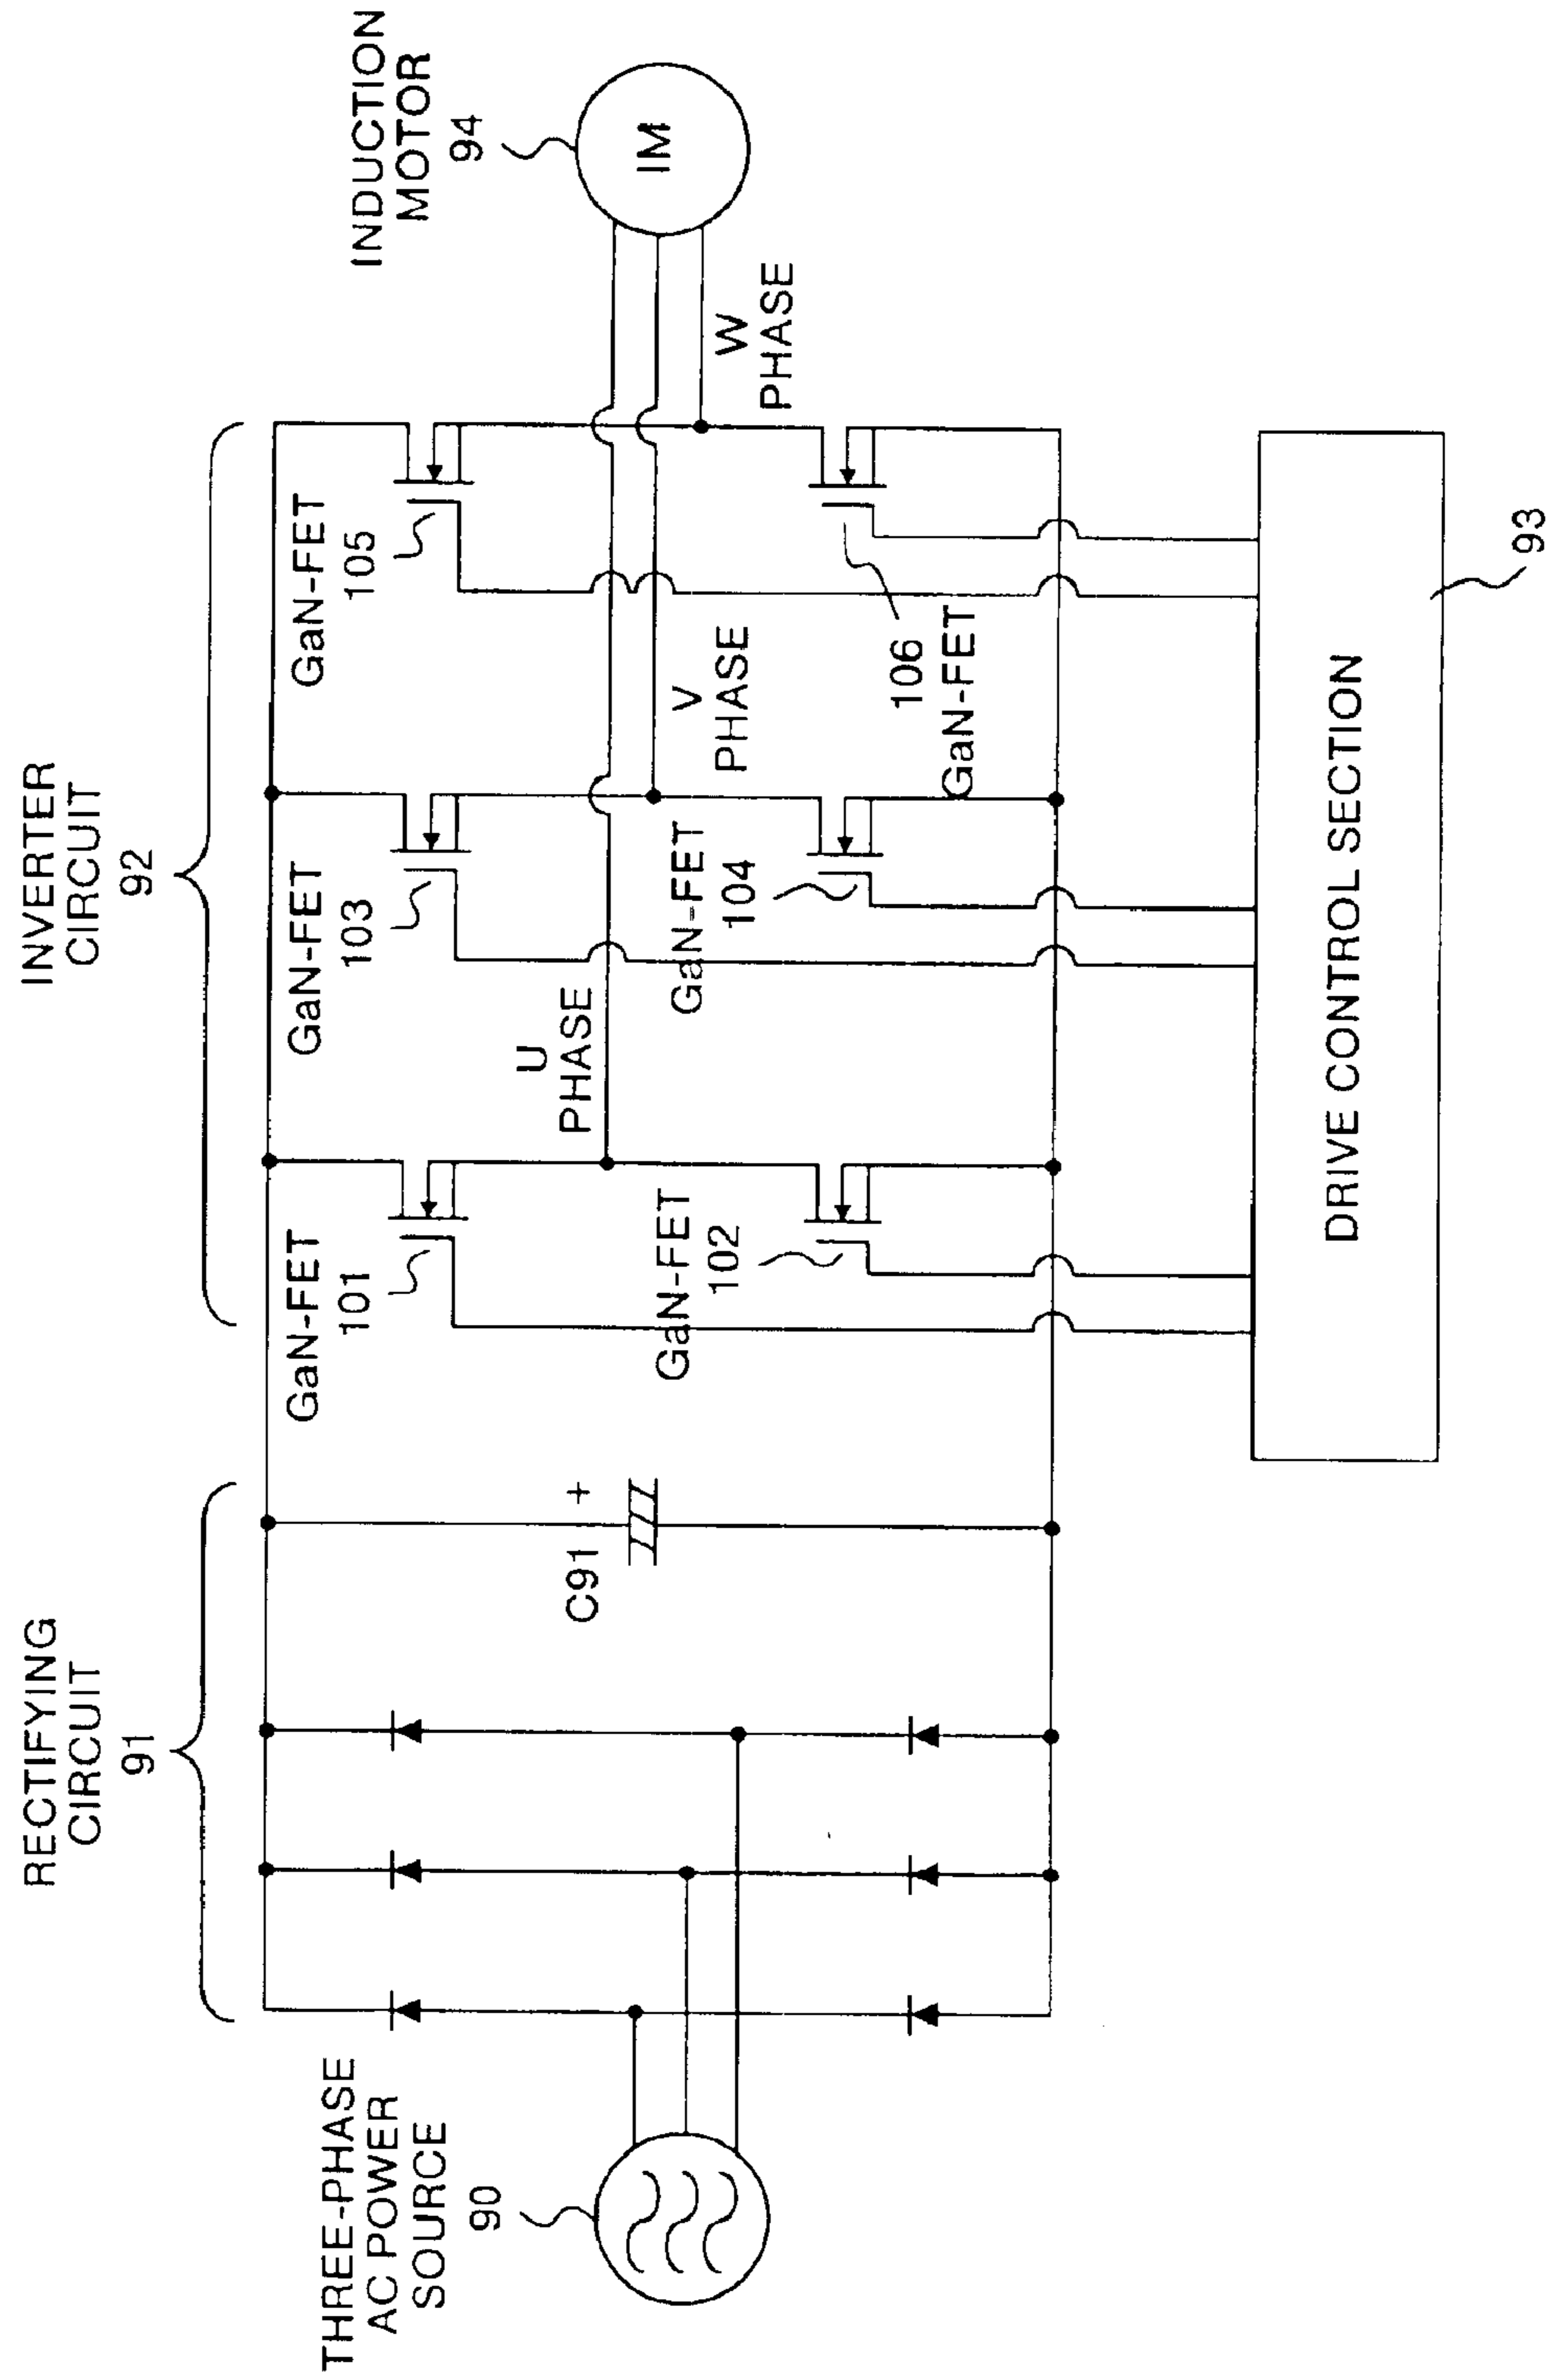 RECTIFYING
CIRCUIT
91
INVERTER
CIRCUIT
92
THREE-PHASE
AC POWER
SOURCE
90
C91 +
GaN-FET
101
GaN-FET
102
U
PHASE
GaN-FET
103
GaN-FET
104
V
PHASE
GaN-FET
105
106
GaN-FET
W
PHASE
INDUCTION
MOTOR
94
IM
DRIVE CONTROL SECTION
93